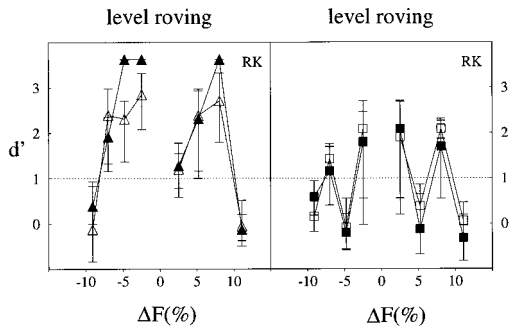 level roving level roving
RK RK
3 3
2 2
d'
1 1
0 0
-10 -5 0 5 10 -10 -5 0 5 10
ΔF(%) ΔF(%)